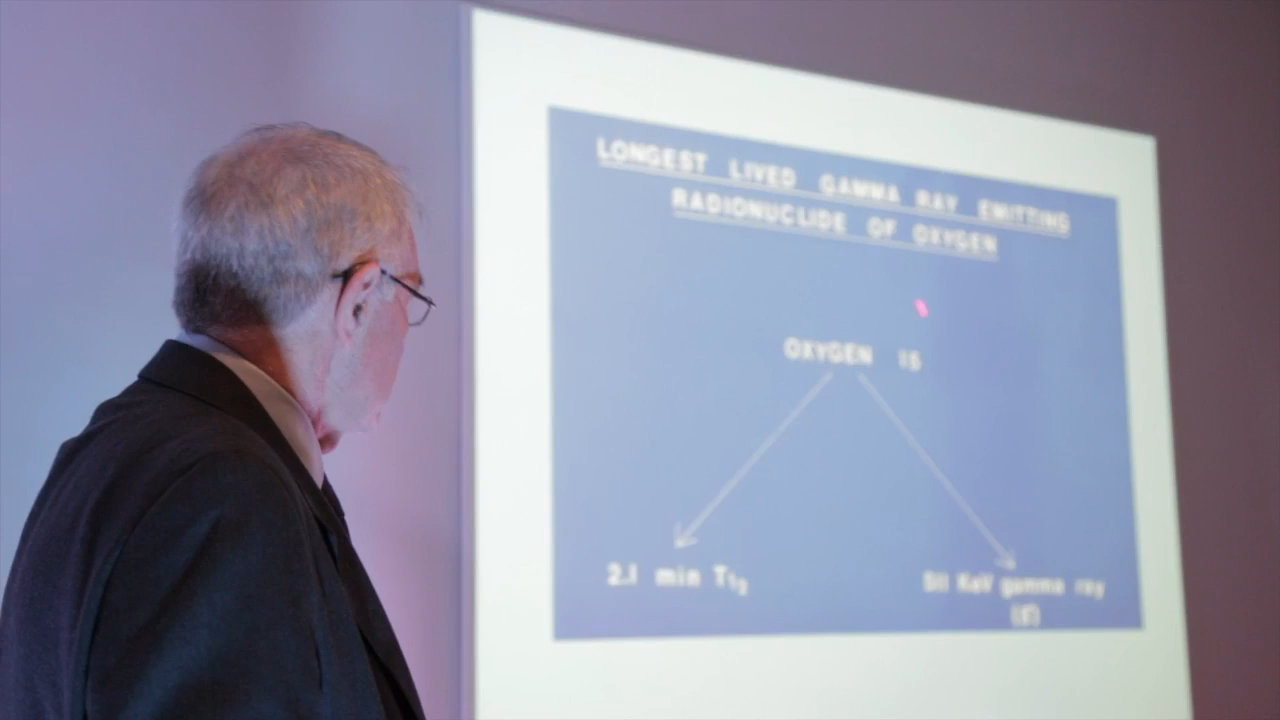 LONGEST LIVED GAMMA RAY EMITTING
RADIONUCLIDE OF OXYGEN
OXYGEN 15
2.1 min T½
511 KeV gamma ray
(γ)